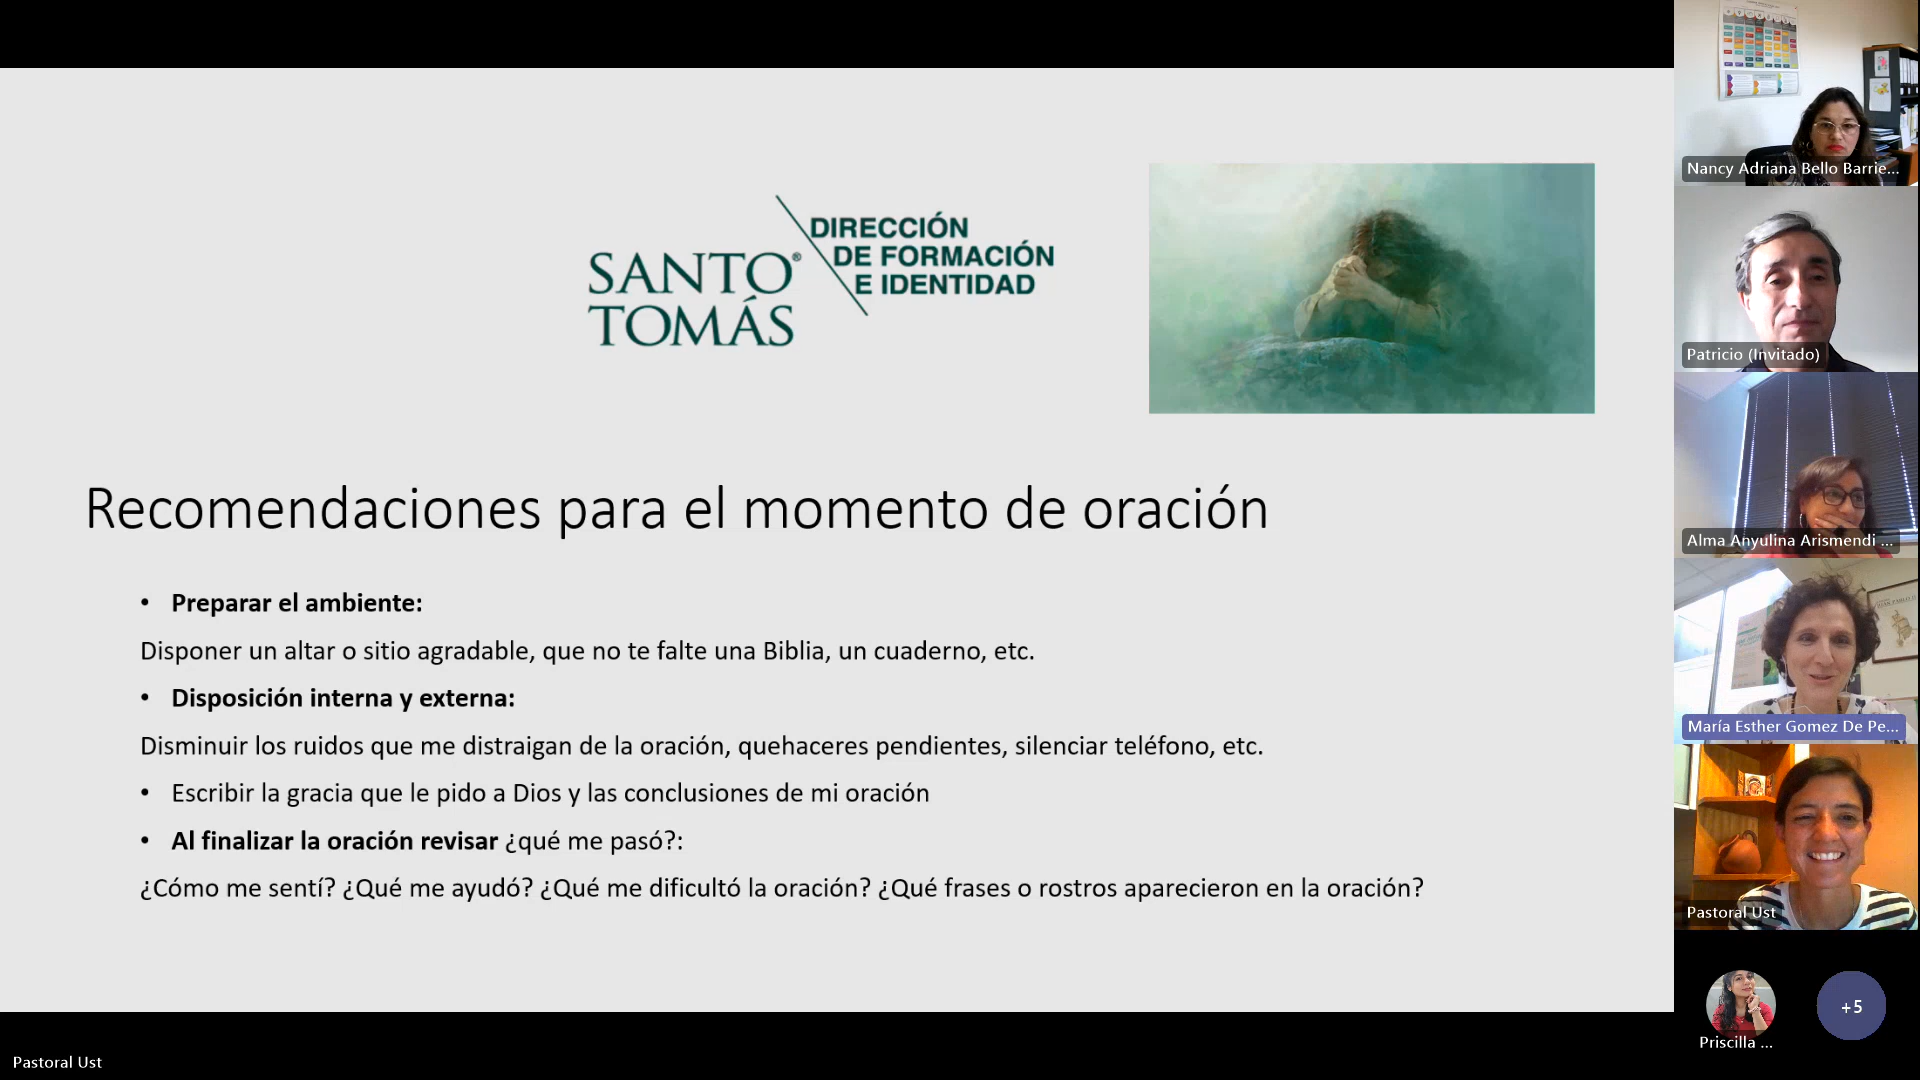 SANTO®
TOMÁS
DIRECCIÓN
DE FORMACIÓN
E IDENTIDAD
Recomendaciones para el momento de oración
• Preparar el ambiente:
Disponer un altar o sitio agradable, que no te falte una Biblia, un cuaderno, etc.
• Disposición interna y externa:
Disminuir los ruidos que me distraigan de la oración, quehaceres pendientes, silenciar teléfono, etc.
• Escribir la gracia que le pido a Dios y las conclusiones de mi oración
• Al finalizar la oración revisar ¿qué me pasó?:
¿Cómo me sentí? ¿Qué me ayudó? ¿Qué me dificultó la oración? ¿Qué frases o rostros aparecieron en la oración?
Pastoral Ust
Nancy Adriana Bello Barrie...
Patricio (Invitado)
Alma Anyulina Arismendi ...
María Esther Gomez De Pe...
Pastoral Ust
Priscilla ...
+5